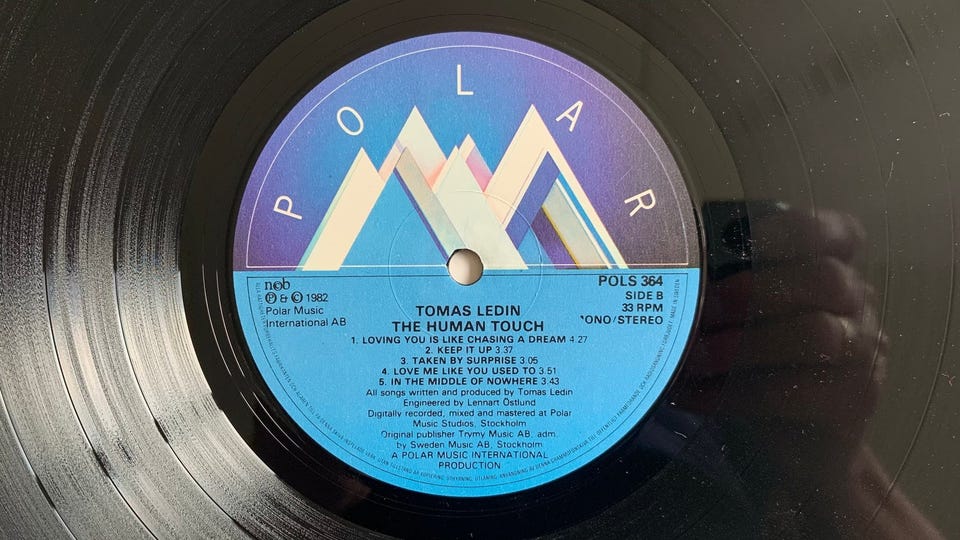 POLAR
ncb
Ⓟ & © 1982
Polar Music
International AB
POLS 364
SIDE B
33 RPM
ONO/STEREO
TOMAS LEDIN
THE HUMAN TOUCH
1. LOVING YOU IS LIKE CHASING A DREAM 4.27
2. KEEP IT UP 3.37
3. TAKEN BY SURPRISE 3.05
4. LOVE ME LIKE YOU USED TO 3.51
5. IN THE MIDDLE OF NOWHERE 3.43
All songs written and produced by Tomas Ledin
Engineered by Lennart Östlund
Digitally recorded, mixed and mastered at Polar
Music Studios, Stockholm
Original publisher Trymy Music AB, adm.
by Sweden Music AB, Stockholm
A POLAR MUSIC INTERNATIONAL
PRODUCTION
MADE IN SWEDEN